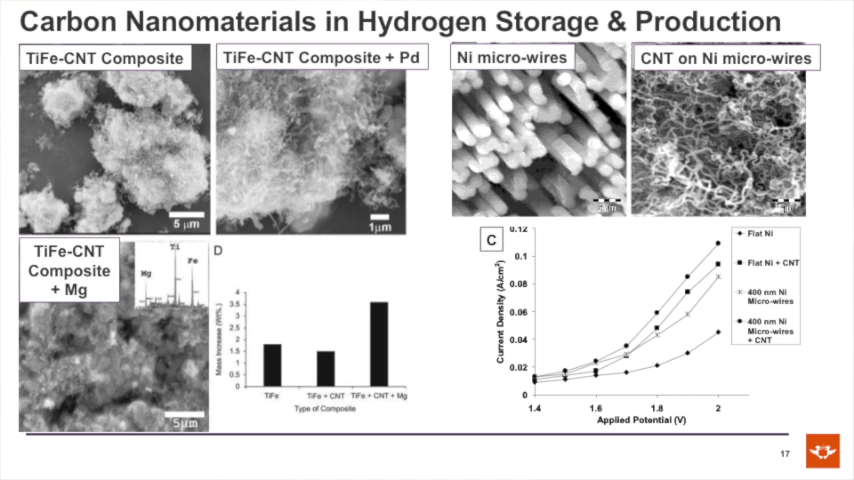 Carbon Nanomaterials in Hydrogen Storage & Production
TiFe-CNT Composite
TiFe-CNT Composite + Pd
Ni micro-wires
CNT on Ni micro-wires
5 µm
1µm
TiFe-CNT
Composite
+ Mg
Ti
Fe
Mg
5µm
D
Mass Increase (Wt%,)
4
3.5
3
2.5
2
1.5
1
0.5
0
TiFe
TiFe + CNT
TiFe + CNT + Mg
Type of Composite
C
Current Density (A/cm²)
0.12
0.1
0.08
0.06
0.04
0.02
0
1.4
1.6
1.8
2
Applied Potential (V)
Flat Ni
Flat Ni + CNT
400 nm Ni
Micro-wires
400 nm Ni
Micro-wires
+ CNT
17